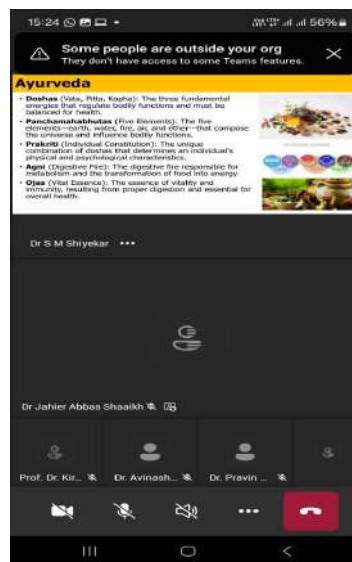 15:24
56%
Some people are outside your org
They don't have access to some Teams features.
Ayurveda
• Doshas (Vata, Pitta, Kapha): The three fundamental
energies that regulate bodily functions and must be
balanced for health.
• Panchamahabhutas (Five Elements): The five
elements—earth, water, fire, air, and ether—that compose
the universe and influence bodily functions.
• Prakriti (Individual Constitution): The unique
combination of doshas that determines an individual's
physical and psychological characteristics.
• Agni (Digestive Fire): The digestive fire responsible for
metabolism and the transformation of food into energy.
• Ojas (Vital Essence): The essence of vitality and
immunity, resulting from proper digestion and essential for
overall health.
Dr S M Shiyekar
Dr Jahier Abbas Shaaikh
Prof. Dr. Kir...
Dr. Avinash...
Dr. Pravin ...